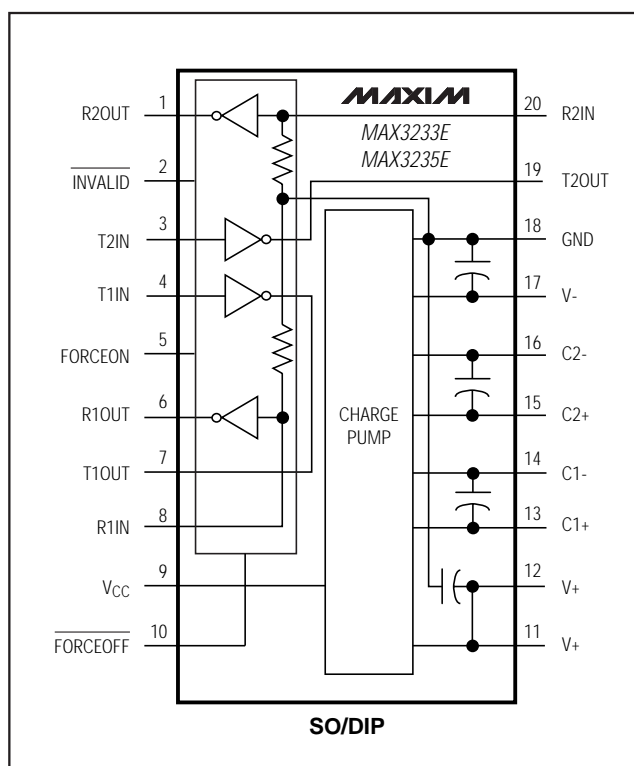 MAXIM
MAX3233E
MAX3235E
R2OUT 1
INVALID 2
T2IN 3
T1IN 4
FORCEON 5
R1OUT 6
T1OUT 7
R1IN 8
VCC 9
FORCEOFF 10
20 R2IN
19 T2OUT
18 GND
17 V-
16 C2-
15 C2+
14 C1-
13 C1+
12 V+
11 V+
CHARGE
PUMP
SO/DIP